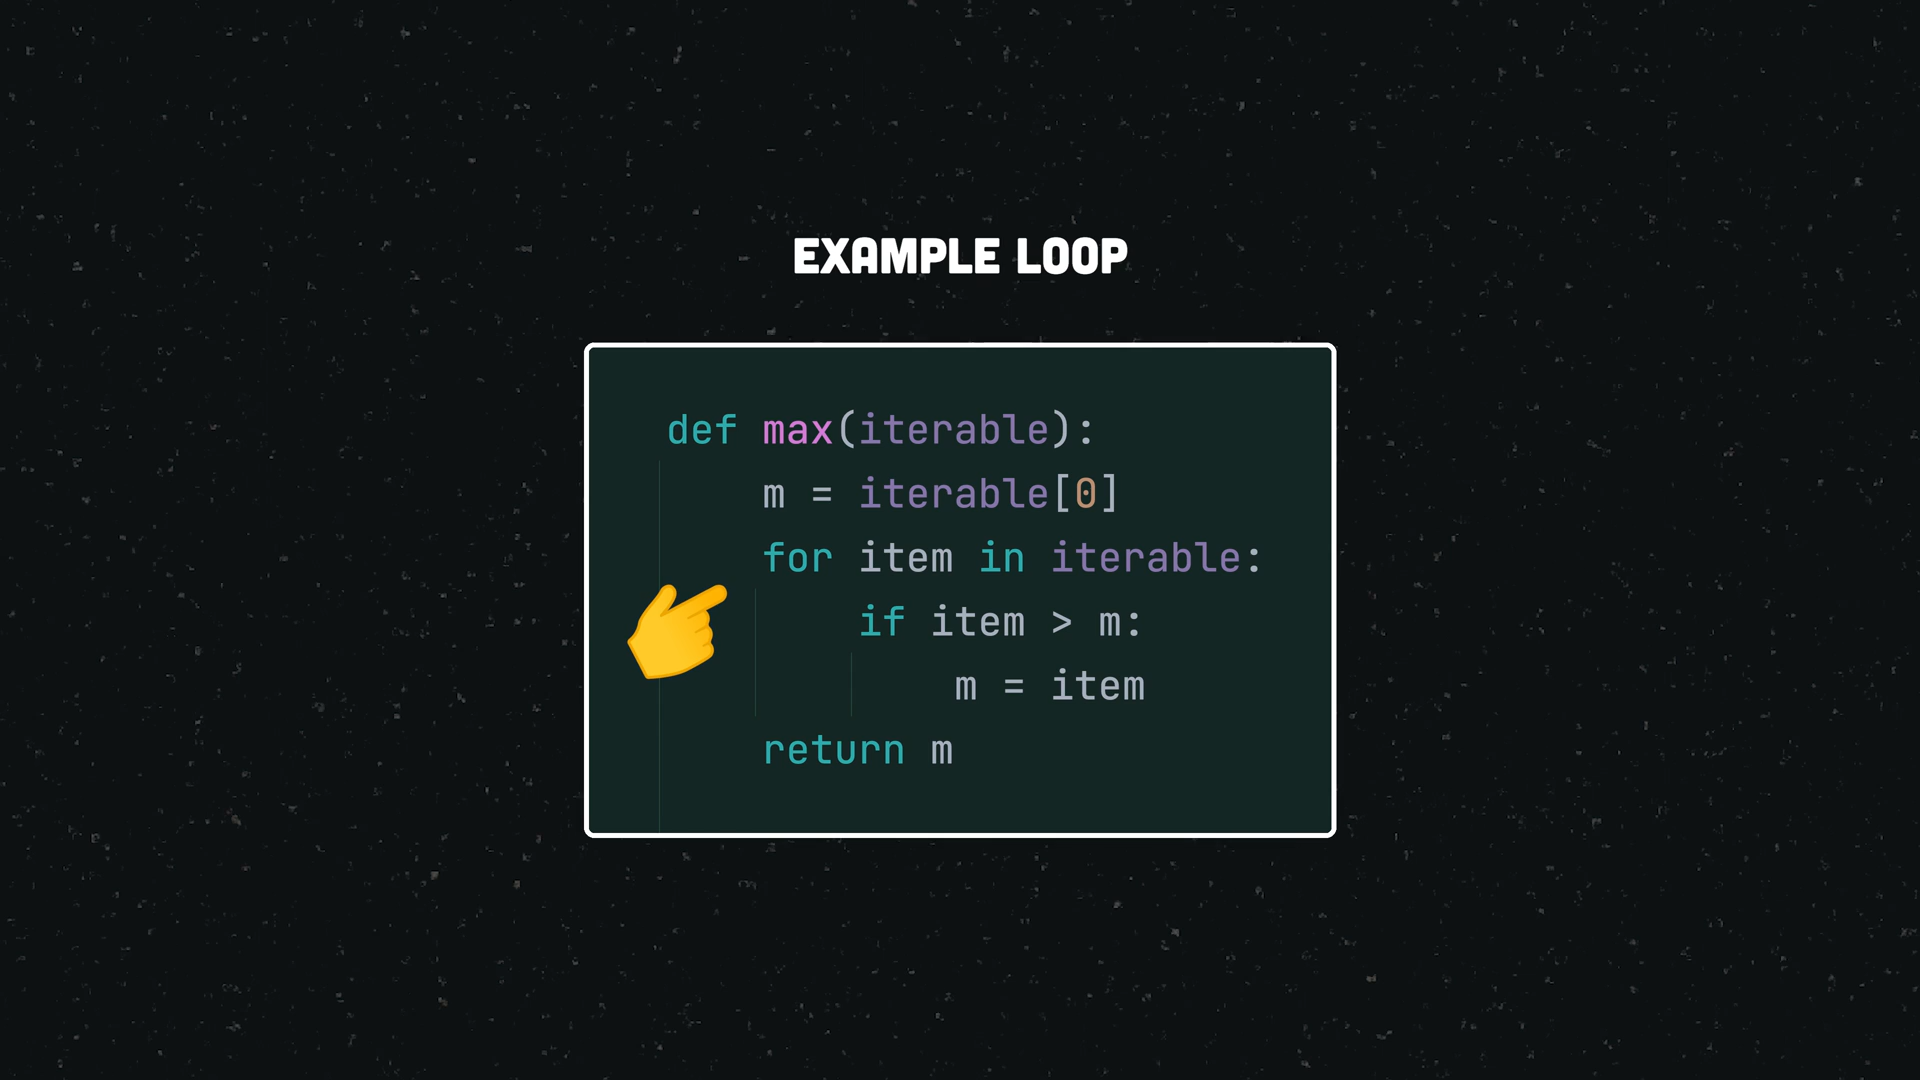 EXAMPLE LOOP
def max(iterable):
    m = iterable[0]
    for item in iterable:
        if item > m:
            m = item
    return m